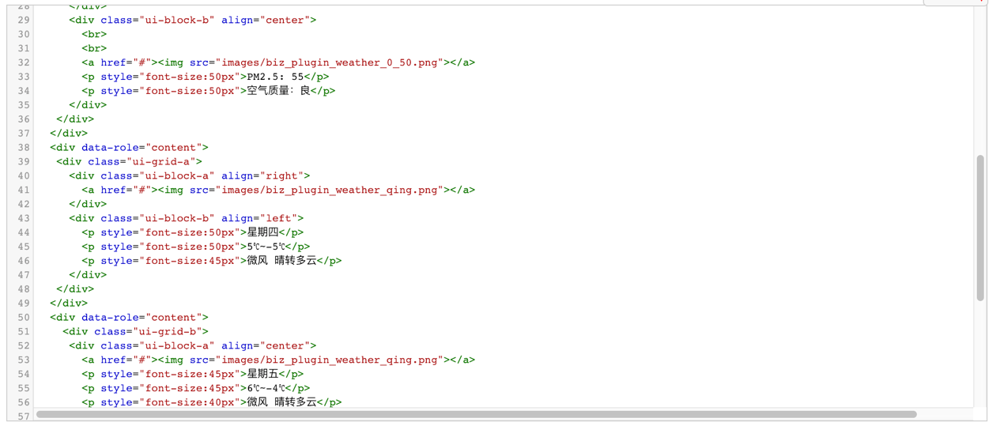 28 </div>
29 <div class="ui-block-b" align="center">
30 <br>
31 <br>
32 <a href="#"><img src="images/biz_plugin_weather_0_50.png"></a>
33 <p style="font-size:50px">PM2.5: 55</p>
34 <p style="font-size:50px">空气质量：良</p>
35 </div>
36 </div>
37 </div>
38 <div data-role="content">
39 <div class="ui-grid-a">
40 <div class="ui-block-a" align="right">
41 <a href="#"><img src="images/biz_plugin_weather_qing.png"></a>
42 </div>
43 <div class="ui-block-b" align="left">
44 <p style="font-size:50px">星期四</p>
45 <p style="font-size:50px">5℃~-5℃</p>
46 <p style="font-size:45px">微风 晴转多云</p>
47 </div>
48 </div>
49 </div>
50 <div data-role="content">
51 <div class="ui-grid-b">
52 <div class="ui-block-a" align="center">
53 <a href="#"><img src="images/biz_plugin_weather_qing.png"></a>
54 <p style="font-size:45px">星期五</p>
55 <p style="font-size:45px">6℃~-4℃</p>
56 <p style="font-size:40px">微风 晴转多云</p>
57